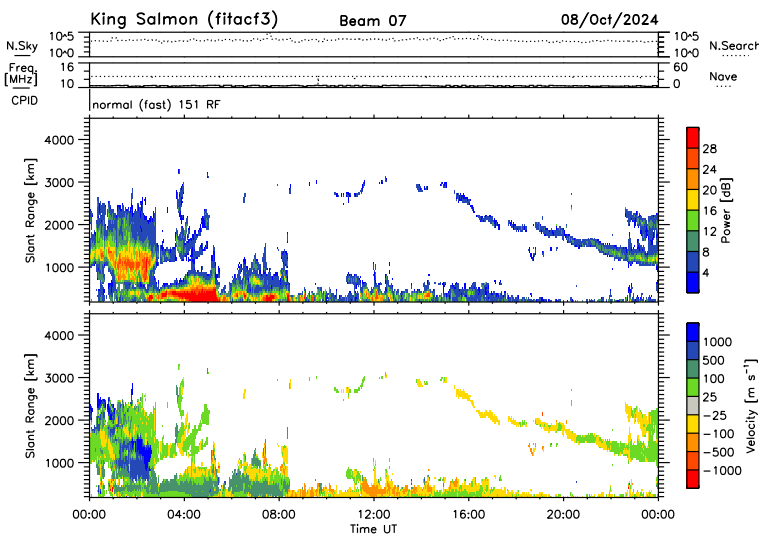 King Salmon (fitacf3) Beam 07 08/Oct/2024
N.Sky 10^5 10^0 10^5 10^0 N.Search
Freq. [MHz] 16 10 60 0 Nave
CPID normal (fast) 151 RF
Slant Range [km] 4000 3000 2000 1000
Power [dB] 28 24 20 16 12 8 4
Slant Range [km] 4000 3000 2000 1000
Velocity [m s⁻¹] 1000 500 100 25 −25 −100 −500 −1000
00:00 04:00 08:00 12:00 16:00 20:00 00:00
Time UT